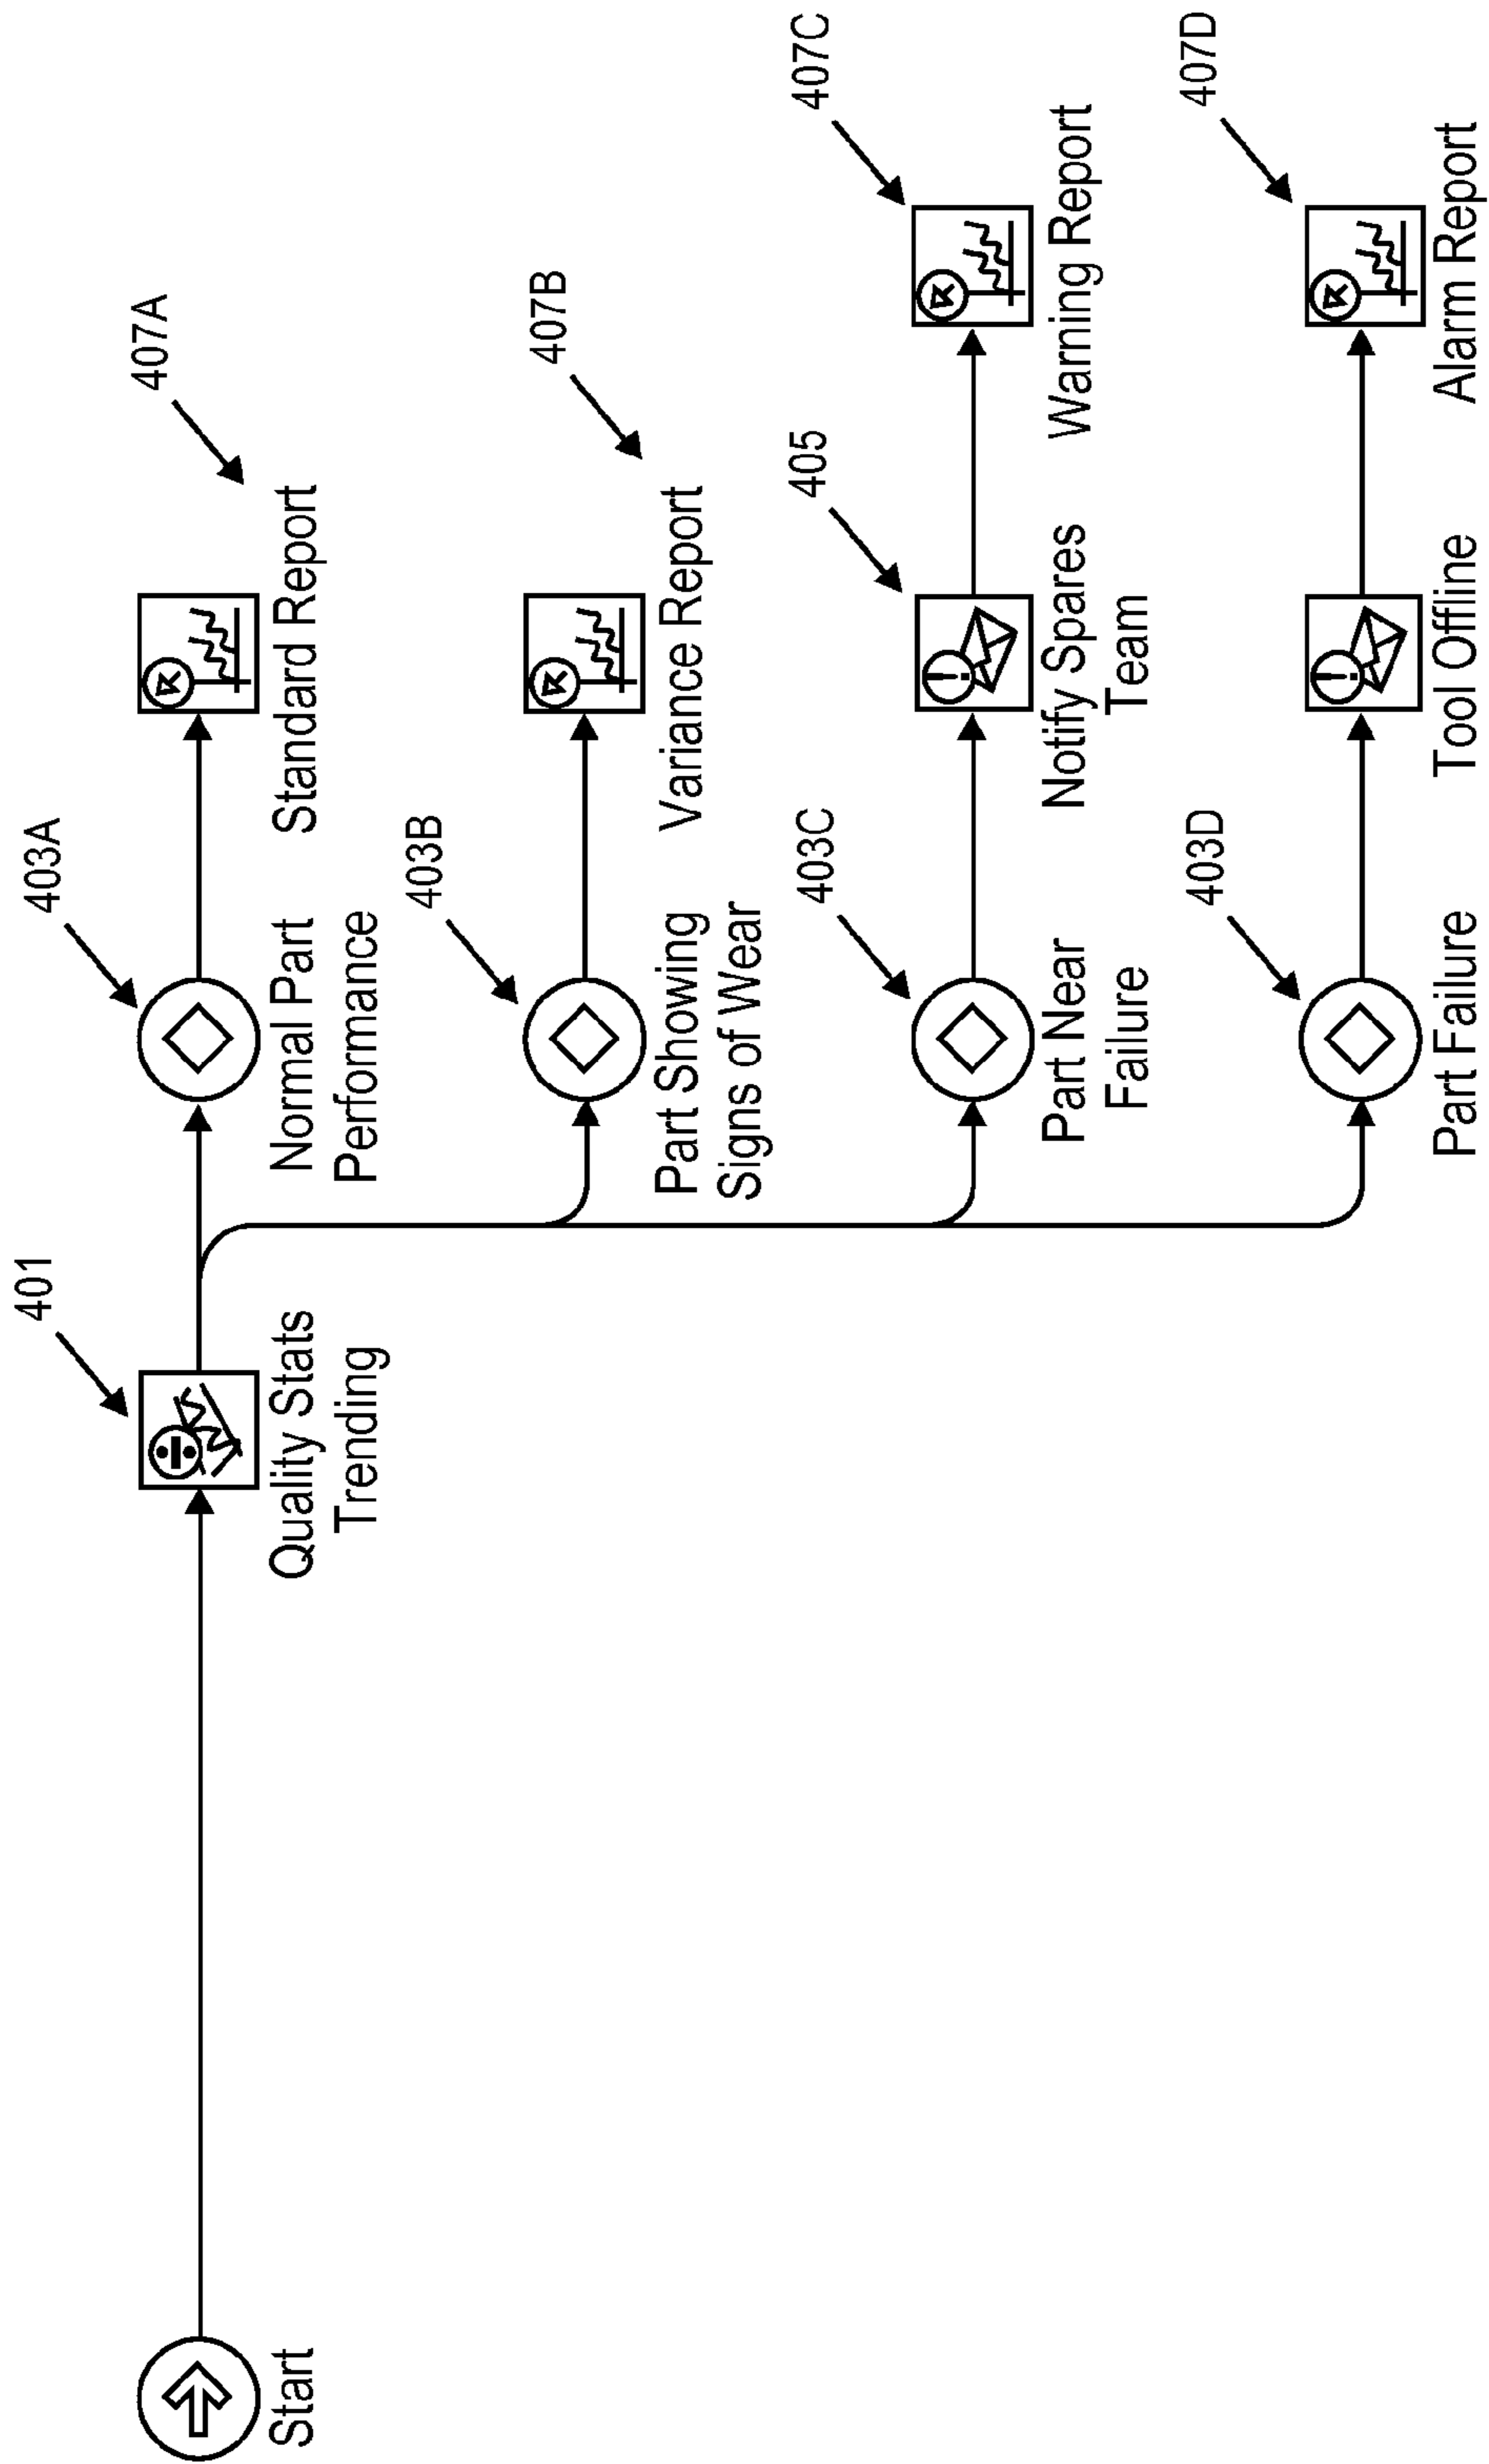 Start
401
Quality Stats
Trending
403A
Normal Part
Performance
407A
Standard Report
403B
Part Showing
Signs of Wear
407B
Variance Report
403C
Part Near
Failure
405
Notify Spares
Team
407C
Warning Report
403D
Part Failure
Tool Offline
407D
Alarm Report